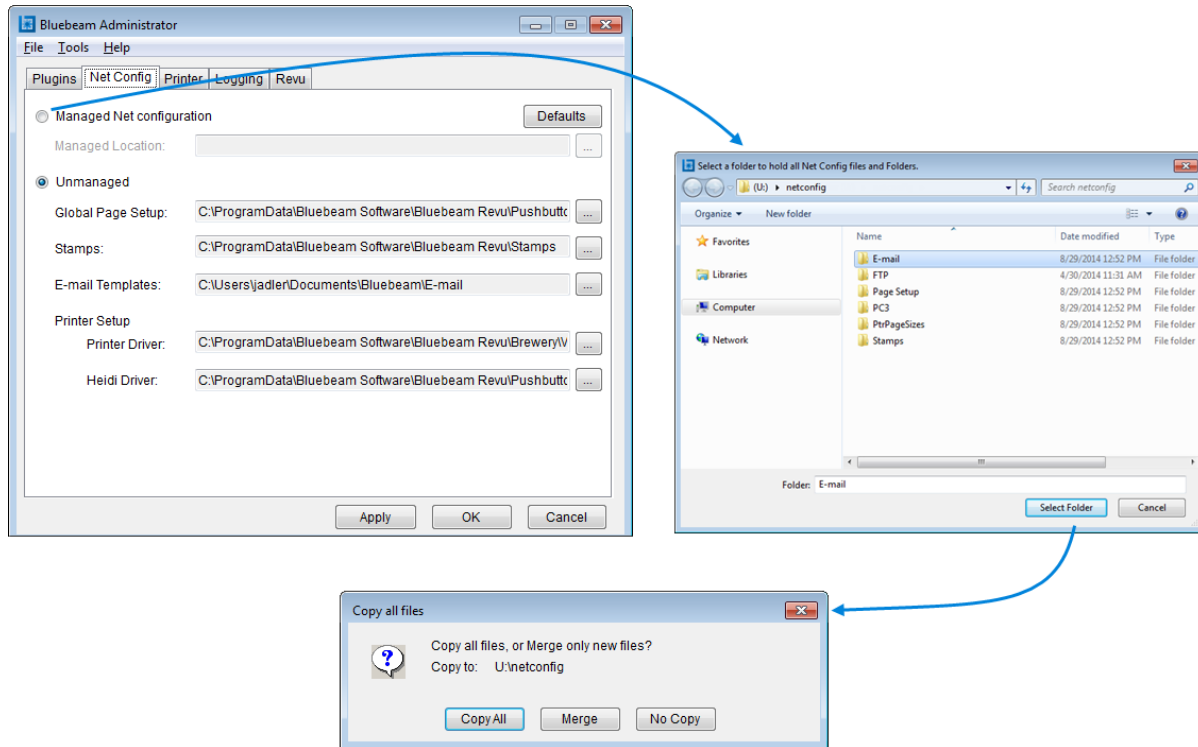 Bluebeam Administrator
File Tools Help
Plugins Net Config Printer Logging Revu
Managed Net configuration Defaults
Managed Location: ...
Unmanaged
Global Page Setup: C:\ProgramData\Bluebeam Software\Bluebeam Revu\Pushbutto ...
Stamps: C:\ProgramData\Bluebeam Software\Bluebeam Revu\Stamps ...
E-mail Templates: C:\Users\jadler\Documents\Bluebeam\E-mail ...
Printer Setup
Printer Driver: C:\ProgramData\Bluebeam Software\Bluebeam Revu\Brewery\V ...
Heidi Driver: C:\ProgramData\Bluebeam Software\Bluebeam Revu\Pushbutto ...
Apply OK Cancel
Select a folder to hold all Net Config files and Folders.
(U:) netconfig Search netconfig
Organize New folder
Favorites
Libraries
Computer
Network
Name Date modified Type
E-mail 8/29/2014 12:52 PM File folder
FTP 4/30/2014 11:31 AM File folder
Page Setup 8/29/2014 12:52 PM File folder
PC3 8/29/2014 12:52 PM File folder
PtrPageSizes 8/29/2014 12:52 PM File folder
Stamps 8/29/2014 12:52 PM File folder
Folder: E-mail
Select Folder Cancel
Copy all files
Copy all files, or Merge only new files?
Copy to: U:\netconfig
Copy All Merge No Copy